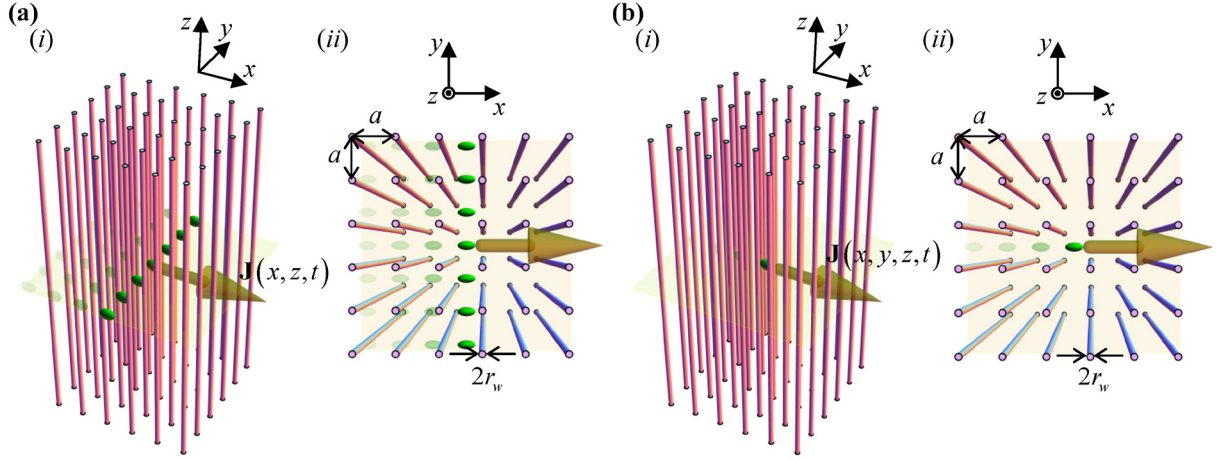 (a)
(i)
z
y
x
J(x, z, t)
(ii)
y
z
x
a
a
2r_w
(b)
(i)
z
y
x
J(x, y, z, t)
(ii)
y
z
x
a
a
2r_w